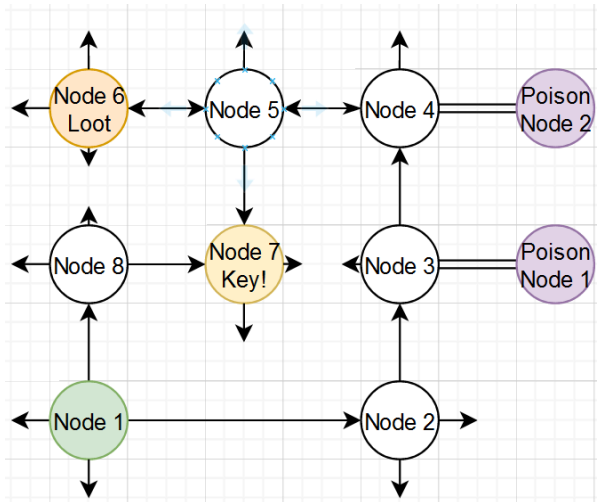 Node 6
Loot
Node 5
Node 4
Poison
Node 2
Node 8
Node 7
Key!
Node 3
Poison
Node 1
Node 1
Node 2